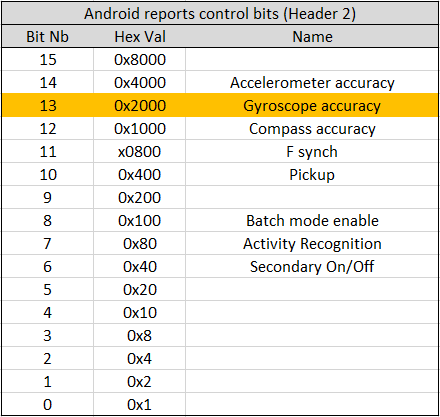 Android reports control bits (Header 2)
Bit Nb Hex Val Name
15 0x8000
14 0x4000 Accelerometer accuracy
13 0x2000 Gyroscope accuracy
12 0x1000 Compass accuracy
11 x0800 F synch
10 0x400 Pickup
9 0x200
8 0x100 Batch mode enable
7 0x80 Activity Recognition
6 0x40 Secondary On/Off
5 0x20
4 0x10
3 0x8
2 0x4
1 0x2
0 0x1